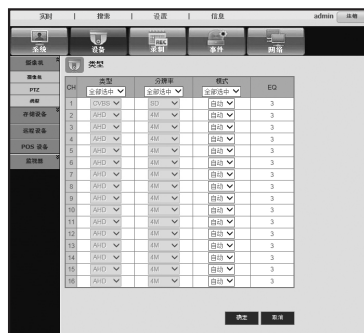 实时 | 搜索 | 设置 | 信息 admin 注销
系统 设备 录制 事件 网络
摄像机 类型
摄像机
PTZ
存储设备
远程设备
POS 设备
监视器
CH 类型 分辨率 模式 EQ
全部选中 全部选中 全部选中
1 CVBS SD 自动 3
2 AHD 4M 自动 3
3 AHD 4M 自动 3
4 AHD 4M 自动 3
5 AHD 4M 自动 3
6 AHD 4M 自动 3
7 AHD 4M 自动 3
8 AHD 4M 自动 3
9 AHD 4M 自动 3
10 AHD 4M 自动 3
11 AHD 4M 自动 3
12 AHD 4M 自动 3
13 AHD 4M 自动 3
14 AHD 4M 自动 3
15 AHD 4M 自动 3
16 AHD 4M 自动 3
确定 取消